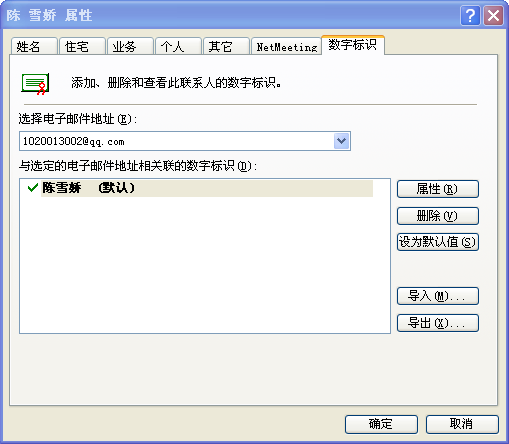 陈 雪娇 属性
姓名 住宅 业务 个人 其它 NetMeeting 数字标识
添加、删除和查看此联系人的数字标识。
选择电子邮件地址(E):
1020013002@qq.com
与选定的电子邮件地址相关联的数字标识(D):
陈雪娇 (默认)
属性(R)
删除(V)
设为默认值(S)
导入(M)...
导出(X)...
确定 取消